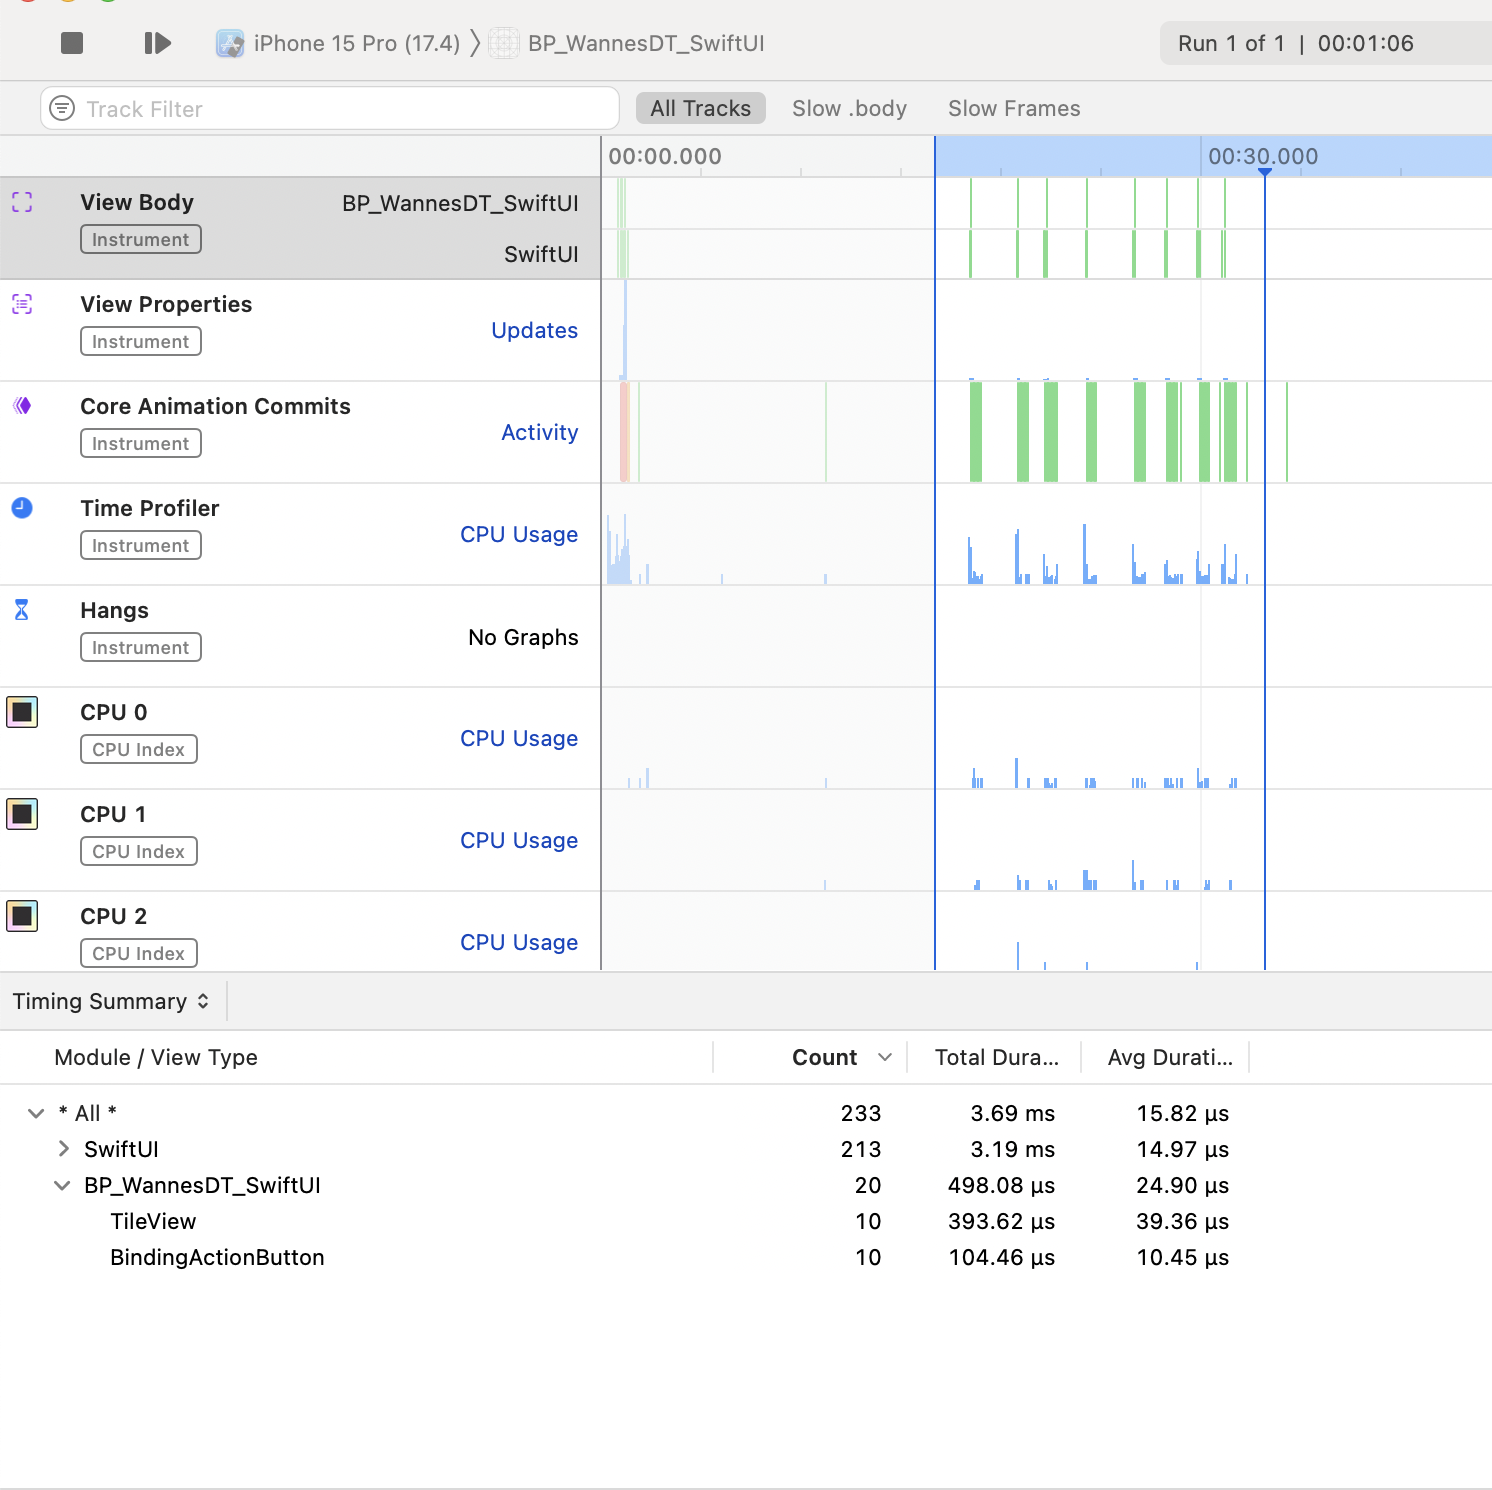 iPhone 15 Pro (17.4) 〉 BP_WannesDT_SwiftUI Run 1 of 1 | 00:01:06
Track Filter All Tracks Slow .body Slow Frames
00:00.000 00:30.000
View Body BP_WannesDT_SwiftUI
Instrument
SwiftUI
View Properties
Updates
Instrument
Core Animation Commits
Activity
Instrument
Time Profiler
CPU Usage
Instrument
Hangs
No Graphs
Instrument
CPU 0
CPU Usage
CPU Index
CPU 1
CPU Usage
CPU Index
CPU 2
CPU Usage
CPU Index
Timing Summary
Module / View Type Count Total Dura... Avg Durati...
* All * 233 3.69 ms 15.82 µs
SwiftUI 213 3.19 ms 14.97 µs
BP_WannesDT_SwiftUI 20 498.08 µs 24.90 µs
TileView 10 393.62 µs 39.36 µs
BindingActionButton 10 104.46 µs 10.45 µs